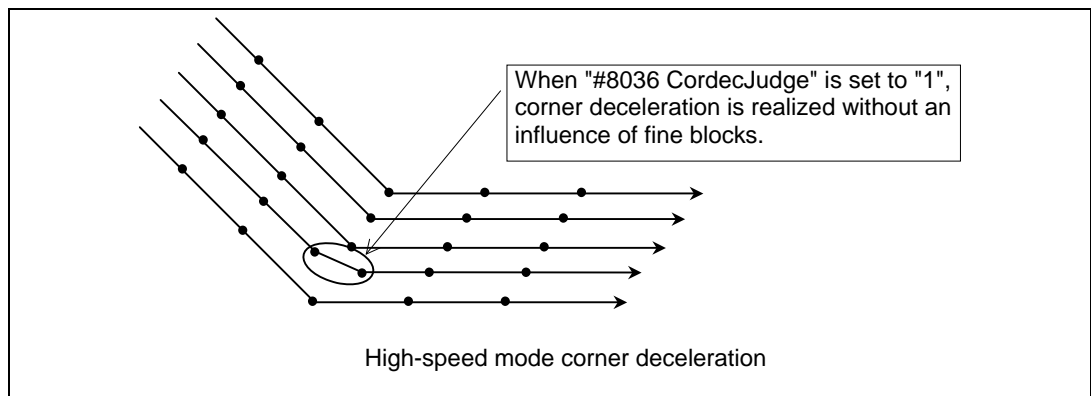 When "#8036 CordecJudge" is set to "1",
corner deceleration is realized without an
influence of fine blocks.
High-speed mode corner deceleration